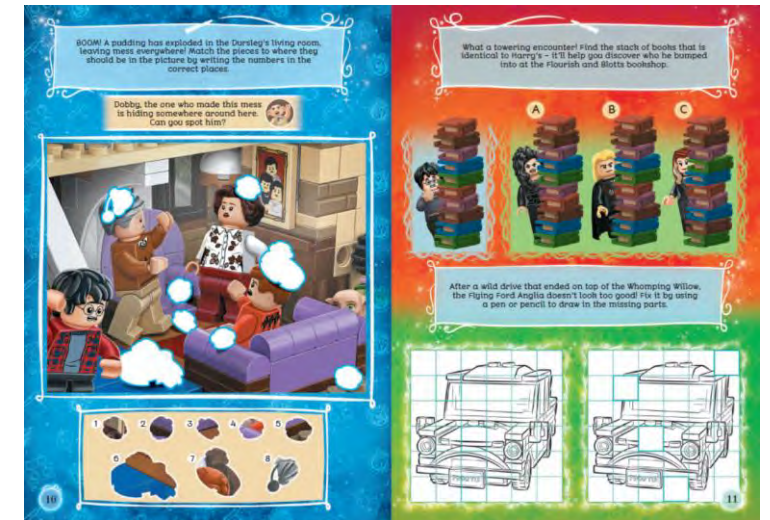 BOOM! A pudding has exploded in the Dursley's living room,
leaving mess everywhere! Match the pieces to where they
should be in the picture by writing the numbers in the
correct places.
Dobby, the one who made this mess
is hiding somewhere around here.
Can you spot him?
1 2 3 4 5
6 7 8
10
What a towering encounter! Find the stack of books that is
identical to Harry's – it'll help you discover who he bumped
into at the Flourish and Blotts bookshop.
A B C
After a wild drive that ended on top of the Whomping Willow,
the Flying Ford Anglia doesn't look too good! Fix it by using
a pen or pencil to draw in the missing parts.
11